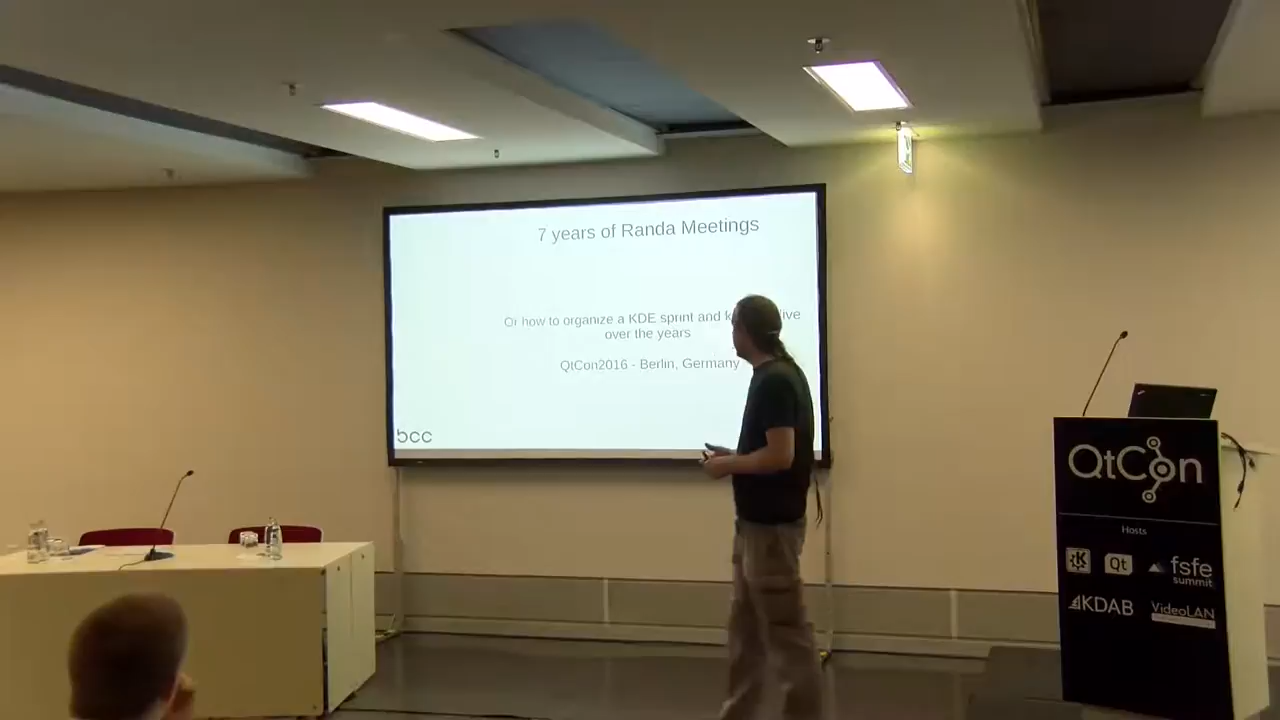 7 years of Randa Meetings
Or how to organize a KDE sprint and live
over the years
QtCon2016 - Berlin, Germany
bcc
QtCon
Hosts
Qt
fsfe
summit
KDAB
VideoLAN